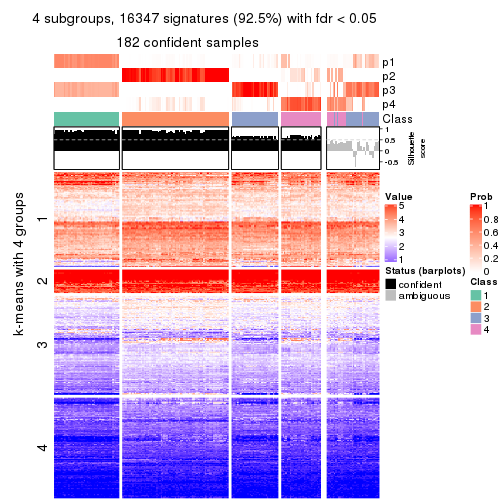 4 subgroups, 16347 signatures (92.5%) with fdr < 0.05
182 confident samples
p1
p2
p3
p4
Class
1
0.5
0
-0.5
Silhouette
score
k-means with 4 groups
1
2
3
4
Value
5
4
3
2
1
Status (barplots)
confident
ambiguous
Prob
1
0.8
0.6
0.4
0.2
0
Class
1
2
3
4